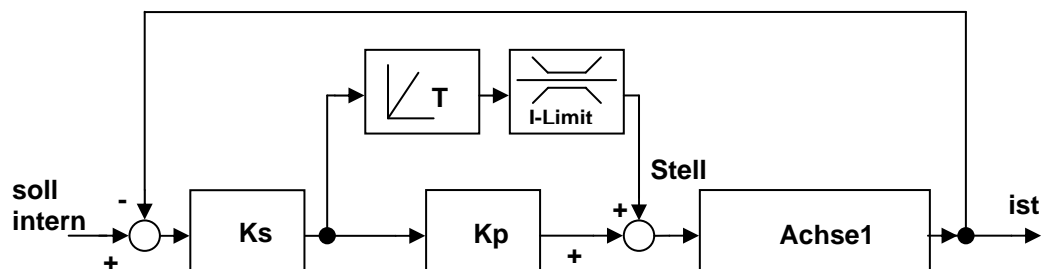 T
I-Limit
Stell
soll
intern
-
+
Ks
Kp
+
+
Achse1
ist